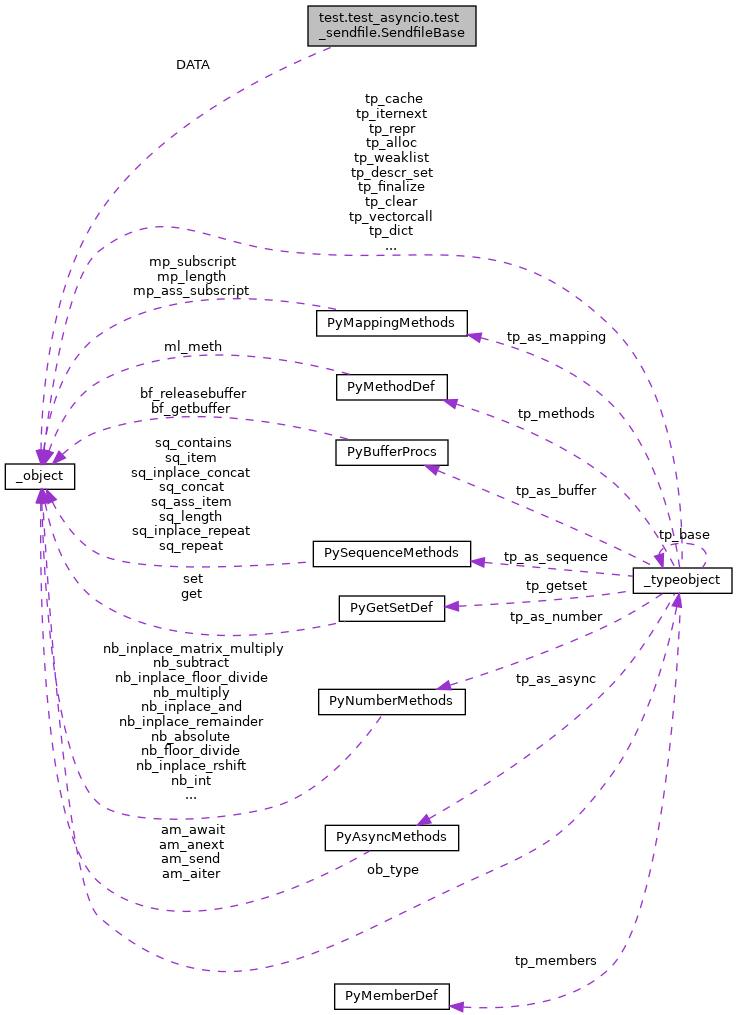 test.test_asyncio.test
_sendfile.SendfileBase
DATA
tp_cache
tp_iternext
tp_repr
tp_alloc
tp_weaklist
tp_descr_set
tp_finalize
tp_clear
tp_vectorcall
tp_dict
...
mp_subscript
mp_length
mp_ass_subscript
PyMappingMethods
tp_as_mapping
ml_meth
PyMethodDef
tp_methods
bf_releasebuffer
bf_getbuffer
PyBufferProcs
_object
tp_as_buffer
sq_contains
sq_item
sq_inplace_concat
sq_concat
sq_ass_item
sq_length
sq_inplace_repeat
sq_repeat
tp_base
PySequenceMethods
tp_as_sequence
_typeobject
set
get
tp_getset
PyGetSetDef
tp_as_number
nb_inplace_matrix_multiply
nb_subtract
nb_inplace_floor_divide
nb_multiply
nb_inplace_and
nb_inplace_remainder
nb_absolute
nb_floor_divide
nb_inplace_rshift
nb_int
...
PyNumberMethods
tp_as_async
am_await
am_anext
am_send
am_aiter
PyAsyncMethods
ob_type
tp_members
PyMemberDef